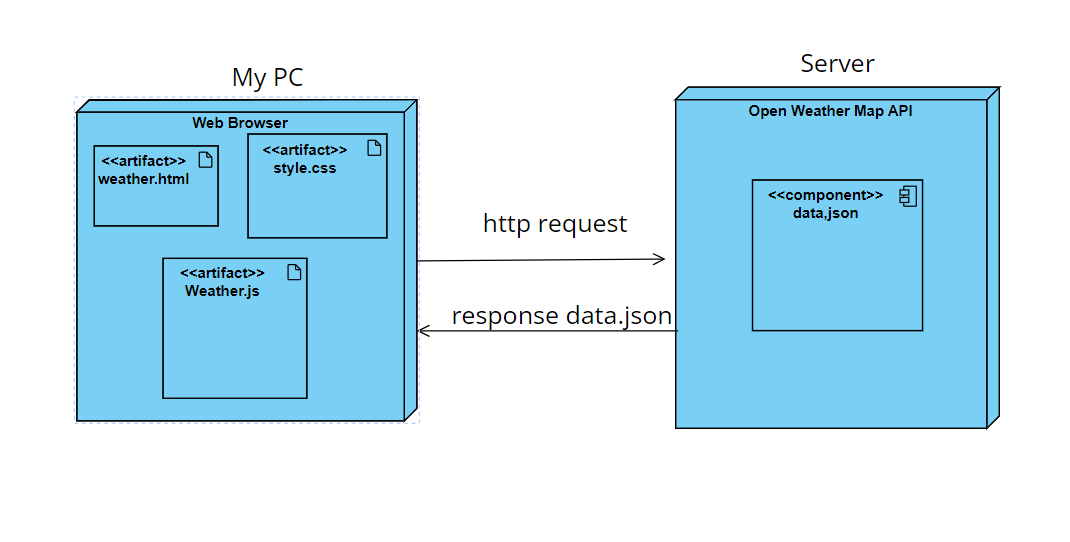 My PC
Server
Web Browser
<<artifact>>
weather.html
<<artifact>>
style.css
<<artifact>>
Weather.js
http request
response data.json
Open Weather Map API
<<component>>
data,json